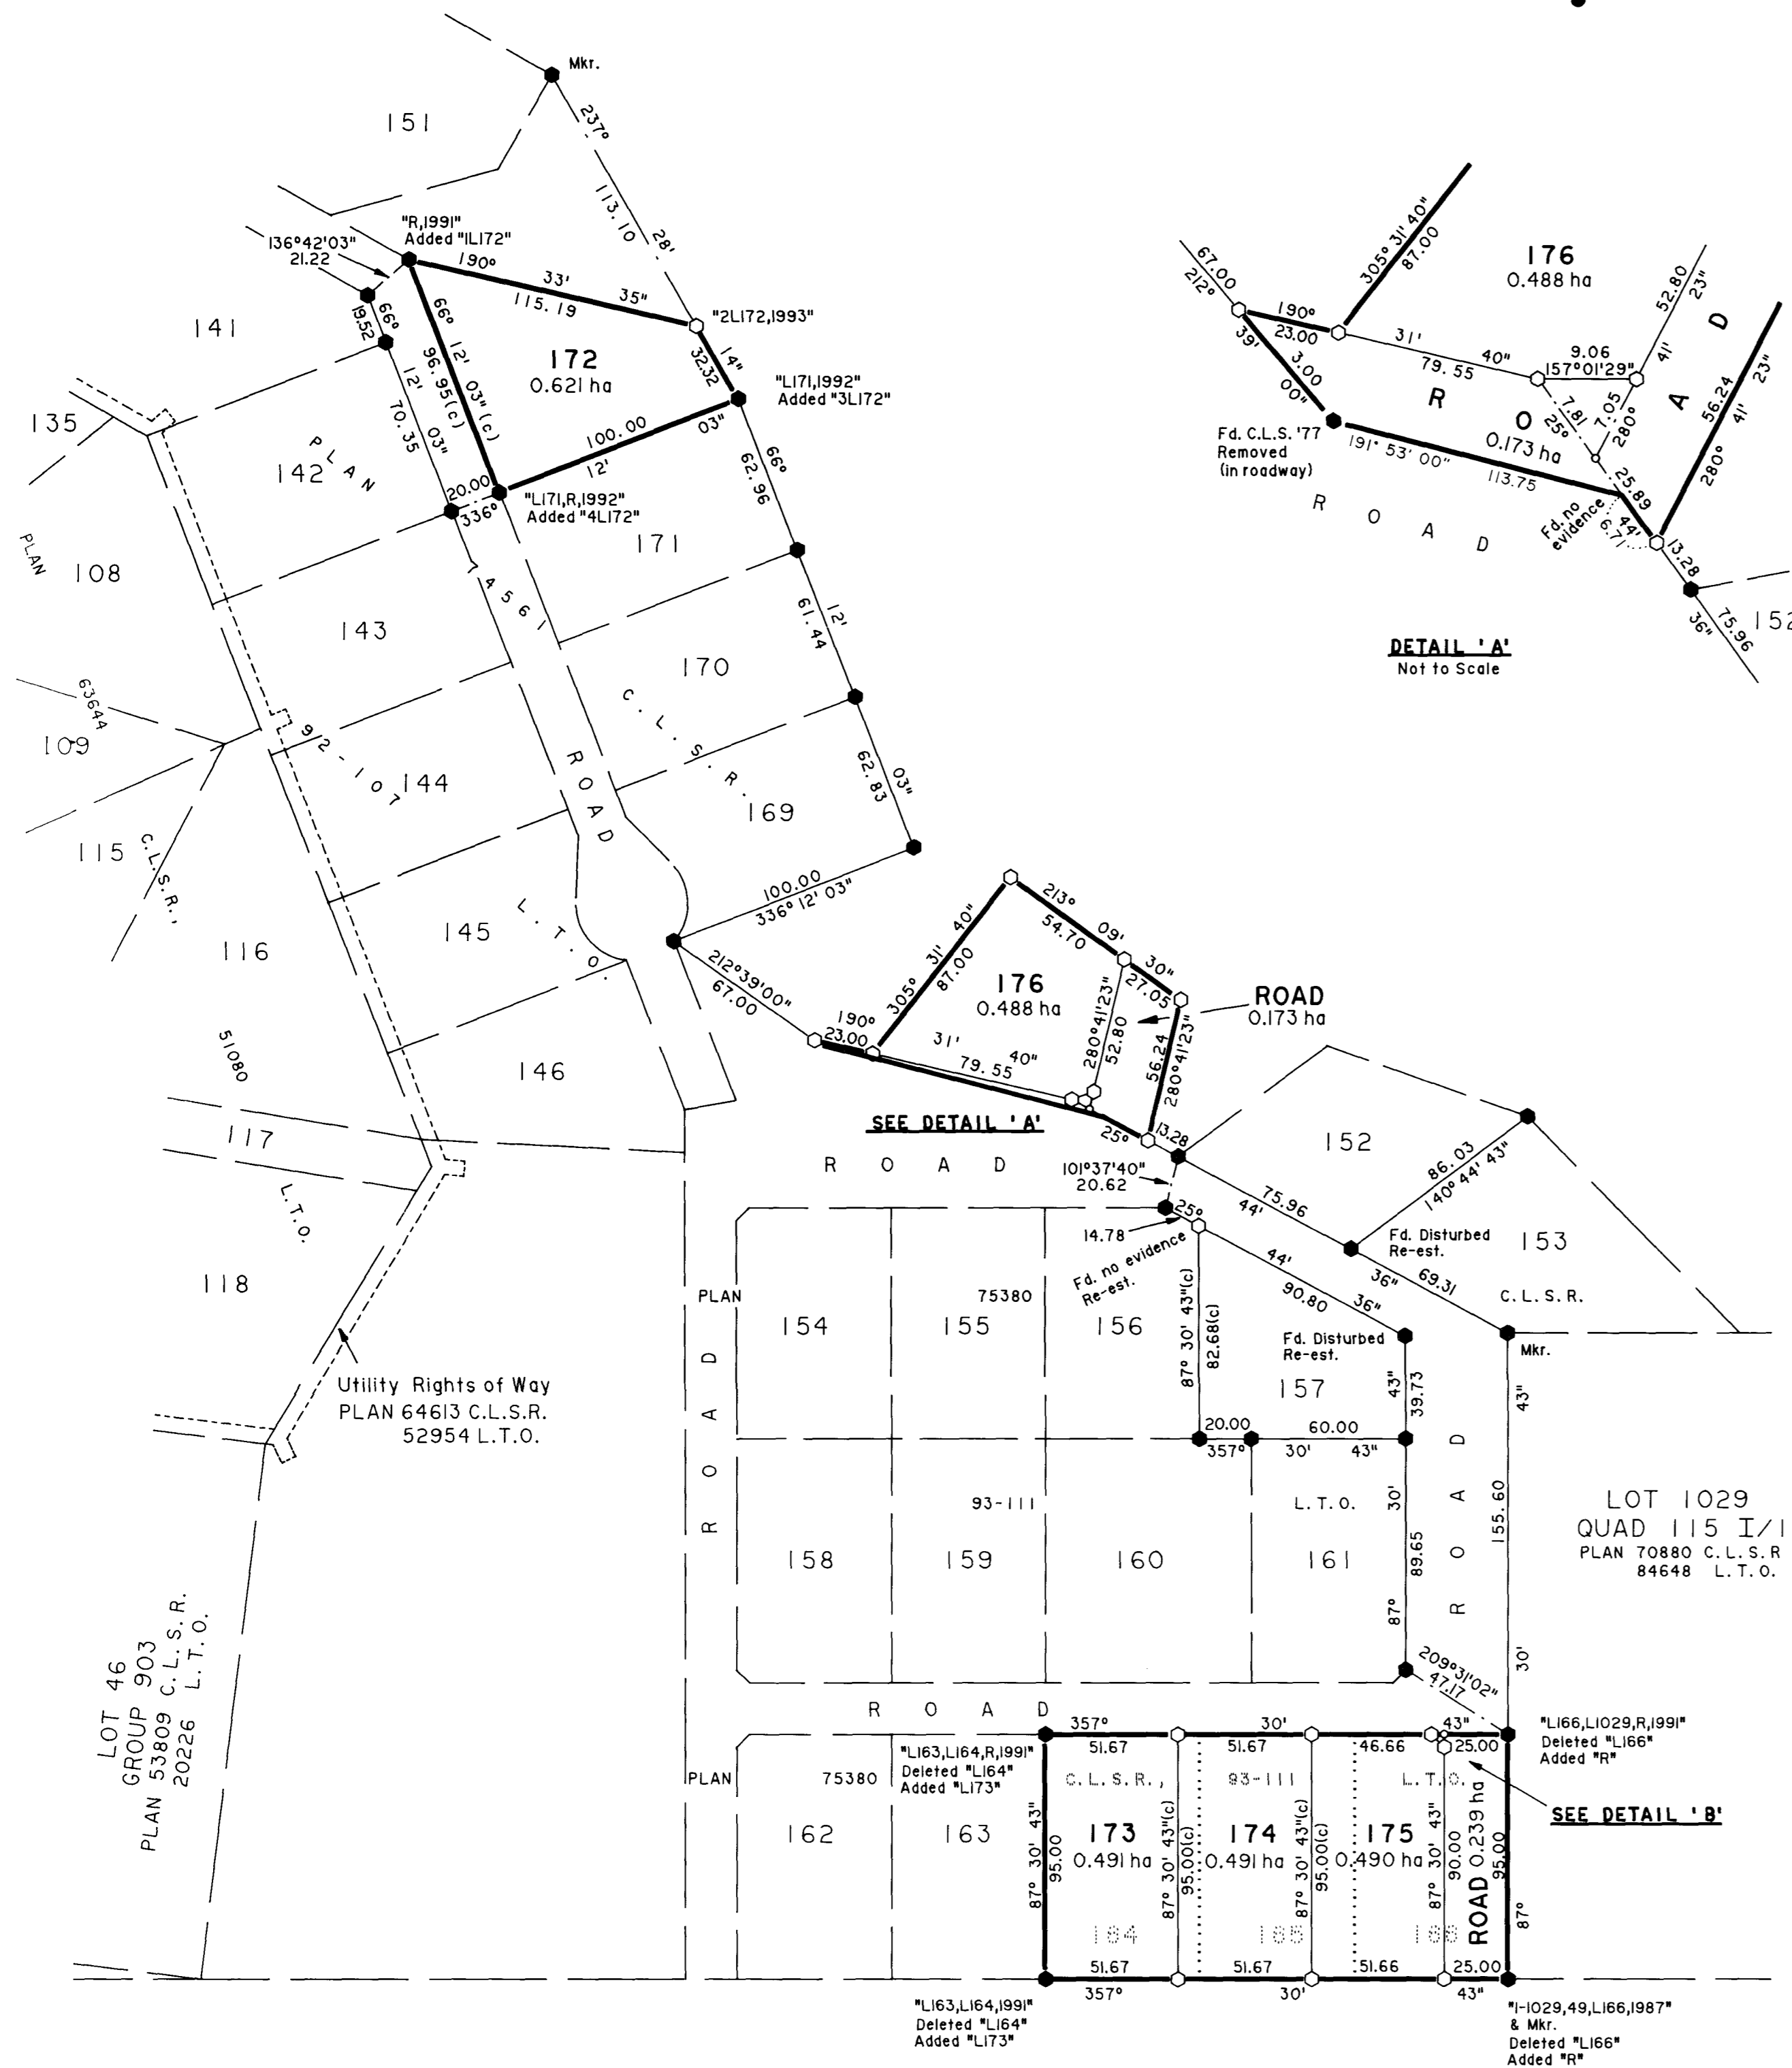 Mkr.
151
237°
113.10
28'
"R,1991"
Added "1L172"
136°42'03"
21.22
190°
33'
35"
115.19
"2L172,1993"
66°
19.52
141
66°
12'
03"(c)
96.95(c)
172
0.621 ha
14"
32.32
"L171,1992"
Added "3L172"
100.00
12'
03"
135
142
PLAN
12'
03"
70.35
20.00
336°
"L171,R,1992"
Added "4L172"
66°
62.96
171
PLAN
108
74561
143
12'
61.44
170
63644
109
C.L.S.R.
92-107
144
ROAD
03"
62.83
169
115
C.L.S.R.,
100.00
336°12'03"
116
145
L.T.O.
212°39'00"
67.00
51080
146
117
L.T.O.
118
67.00
212°
39'
00"
3.00
190°
23.00
305° 31' 40"
87.00
176
0.488 ha
31'
40"
79.55
9.06
157°01'29"
52.80
23"
41'
7.05
280°
7.81
25°
R O A D
0.173 ha
56.24
23"
41'
280°
Fd. C.L.S. '77
Removed
(in roadway)
191° 53' 00"
113.75
25.89
44'
6.71
Fd. no
evidence
13.28
36"
75.96
152
R O A D
DETAIL 'A'
Not to Scale
213°
09'
30"
54.70
27.05
305° 31' 40"
87.00
176
0.488 ha
280°41'23"
52.80
ROAD
0.173 ha
56.24
280°41'23"
190°
23.00
31'
40"
79.55
SEE DETAIL 'A'
25°
13.28
R O A D
101°37'40"
20.62
152
86.03
140°44'43"
75.96
44'
25°
14.78
Fd. no evidence
Re-est.
Fd. Disturbed
Re-est.
153
36"
69.31
C.L.S.R.
44'
36"
90.80
PLAN
75380
154
155
156
87° 30' 43"(c)
82.68(c)
Fd. Disturbed
Re-est.
157
43"
39.73
Mkr.
43"
Utility Rights of Way
PLAN 64613 C.L.S.R.
52954 L.T.O.
R O A D
20.00
60.00
357°
30'
43"
93-111
L.T.O.
30'
89.65
87°
R O A D
155.60
30'
LOT 1029
QUAD 115 I/1
PLAN 70880 C.L.S.R
84648 L.T.O.
158
159
160
161
LOT 46
GROUP 903
PLAN 53809 C.L.S.R.
20226 L.T.O.
209°31'02"
47.17
R O A D
357°
30'
43"
51.67
51.67
46.66
25.00
"L166,L1029,R,1991"
Deleted "L166"
Added "R"
"L163,L164,R,1991"
Deleted "L164"
Added "L173"
PLAN
75380
C.L.S.R.,
93-111
L.T.O.
SEE DETAIL 'B'
162
163
87° 30' 43"
95.00
173
0.491 ha
87° 30' 43"(c)
95.00(c)
174
0.491 ha
87° 30' 43"(c)
95.00(c)
175
0.490 ha
87° 30' 43"
90.00
ROAD 0.239 ha
95.00
87°
164
165
166
51.67
51.67
51.66
25.00
357°
30'
43"
"L163,L164,1991"
Deleted "L164"
Added "L173"
"1-1029,49,L166,1987"
& Mkr.
Deleted "L166"
Added "R"